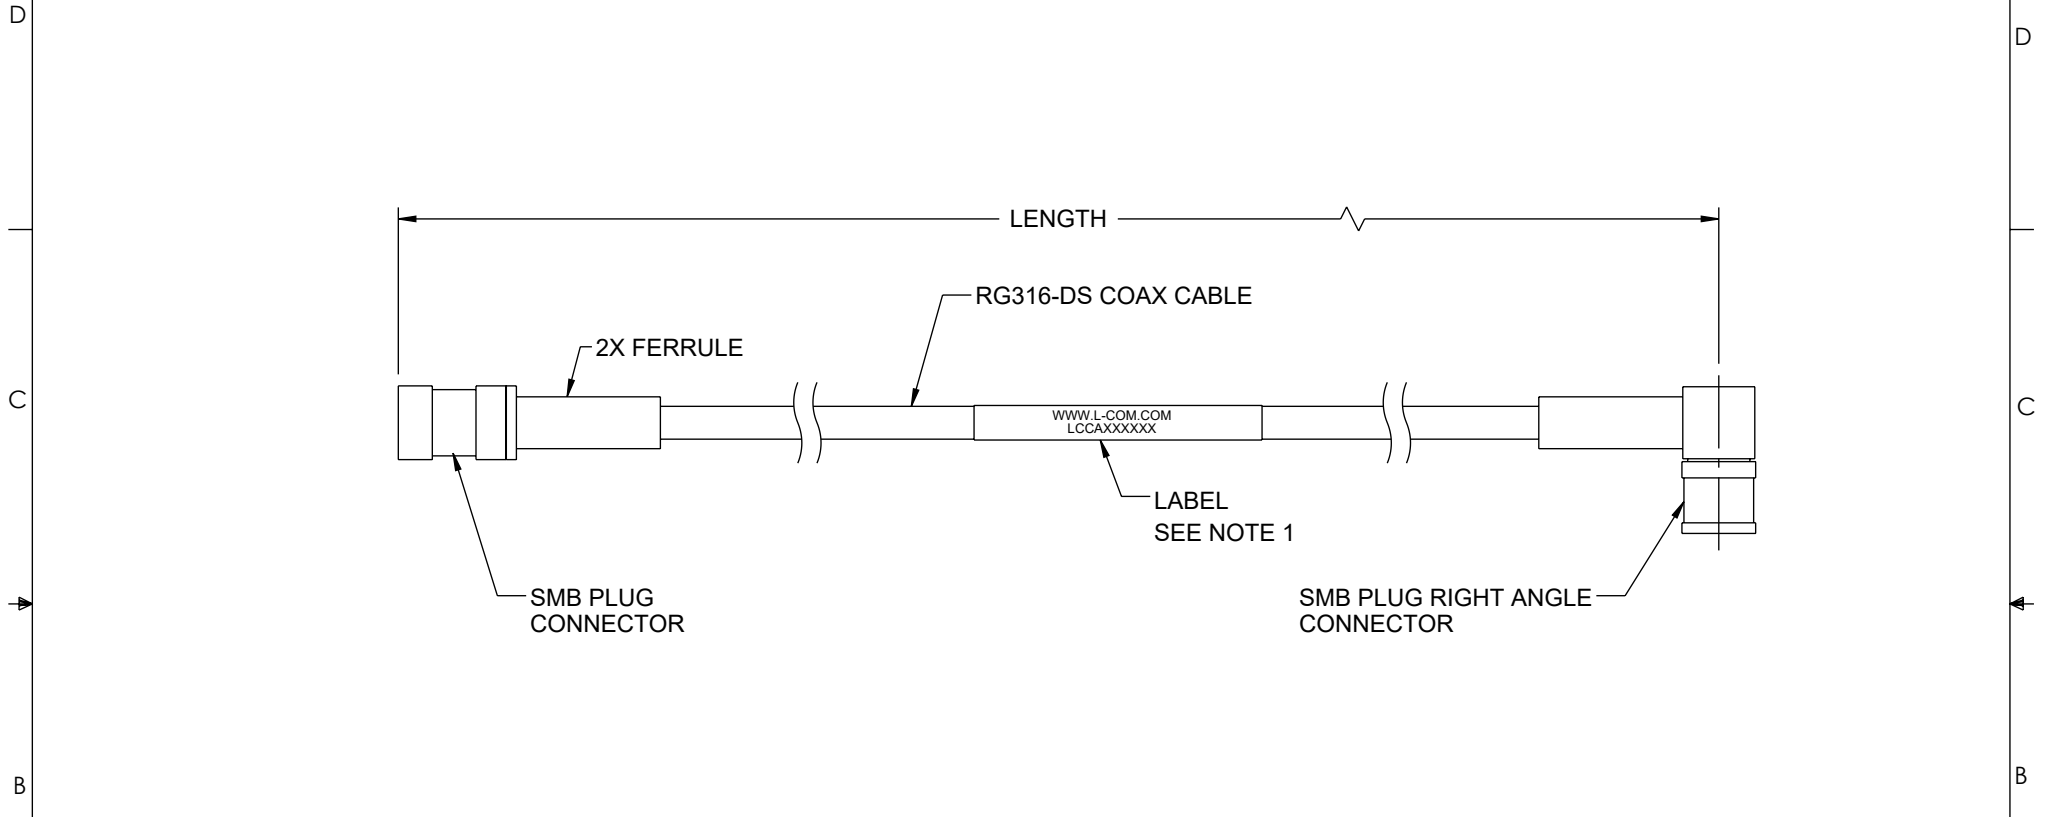 D
D
LENGTH
RG316-DS COAX CABLE
2X FERRULE
C
C
WWW.L-COM.COM
LCCAXXXXXX
LABEL
SEE NOTE 1
SMB PLUG
CONNECTOR
SMB PLUG RIGHT ANGLE
CONNECTOR
B
B